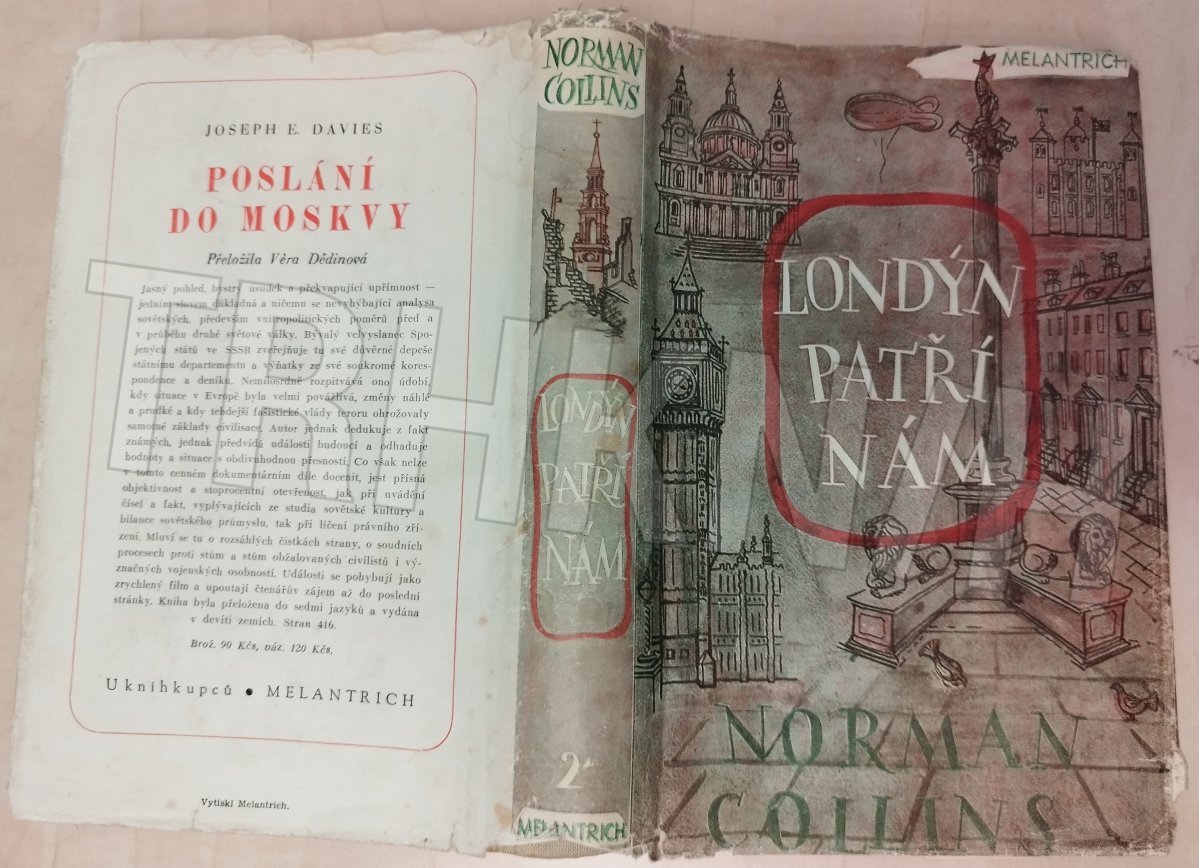 JOSEPH E. DAVIES
POSLÁNÍ
DO MOSKVY
Přeložila Věra Dědinová
Jasný pohled, bystrý usudek a překvapující upřímnost —
jedním slovem důkladná a ničemu se nevyhýbající analysa
sovětských, především vnitropolitických poměrů před a
v průběhu druhé světové války. Bývalý velvyslanec Spo-
jených států ve SSSR zveřejňuje tu své důvěrné depeše
státnímu departementu a výňatky ze své soukromé kores-
pondence a deníku. Nemilosrdně rozpitvává ono údobí,
kdy situace v Evropě byla velmi povážlivá, změny náhlé
a prudké a kdy tehdejší fašistické vlády teroru ohrožovaly
samotné základy civilisace. Autor jednak dedukuje z fakt
známých, jednak předvídá události budoucí a odhaduje
hodnoty a situace s obdivuhodnou přesností. Co však nelze
v tomto cenném dokumentárním díle docenit, jest přísná
objektivnost a stoprocentní otevřenost, jak při uvádění
čísel a fakt, vyplývajících ze studia sovětské kultury a
bilance sovětského průmyslu, tak při líčení právního zří-
zení. Mluví se tu o rozsáhlých čistkách strany, o soudních
procesech proti stům a stům obžalovaných civilistů i vý-
značných vojenských osobností. Události se pohybují jako
zrychlený film a upoutají čtenářův zájem až do poslední
stránky. Kniha byla přeložena do sedmi jazyků a vydána
v devíti zemích. Stran 416.
Brož. 90 Kčs, váz. 120 Kčs.
U knihkupců • MELANTRICH
Vytiskl Melantrich.
NORMAN
COLLINS
LONDÝN
PATŘÍ
NÁM
2
MELANTRICH
MELANTRICH
LONDÝN
PATŘÍ
NÁM
NORMAN
COLLINS